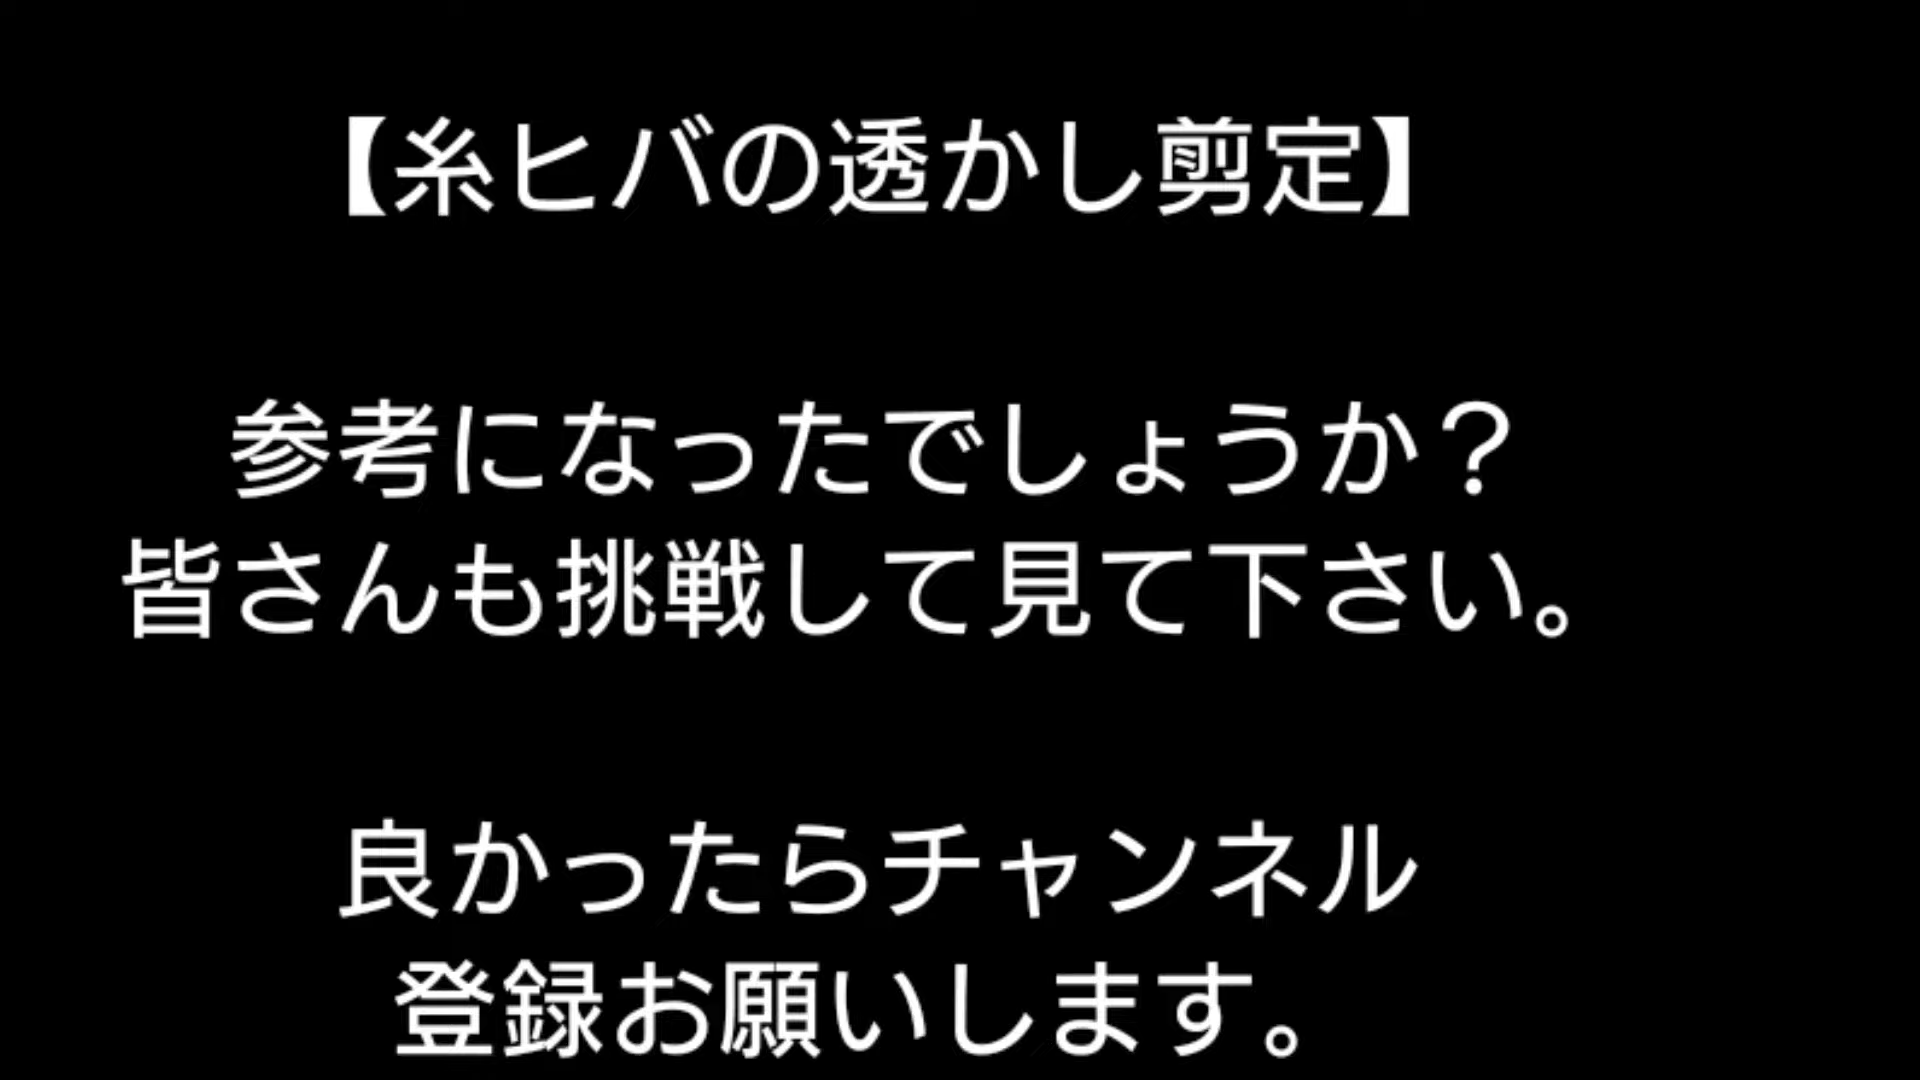 【糸ヒバの透かし剪定】
参考になったでしょうか？
皆さんも挑戦して見て下さい。
良かったらチャンネル
登録お願いします。